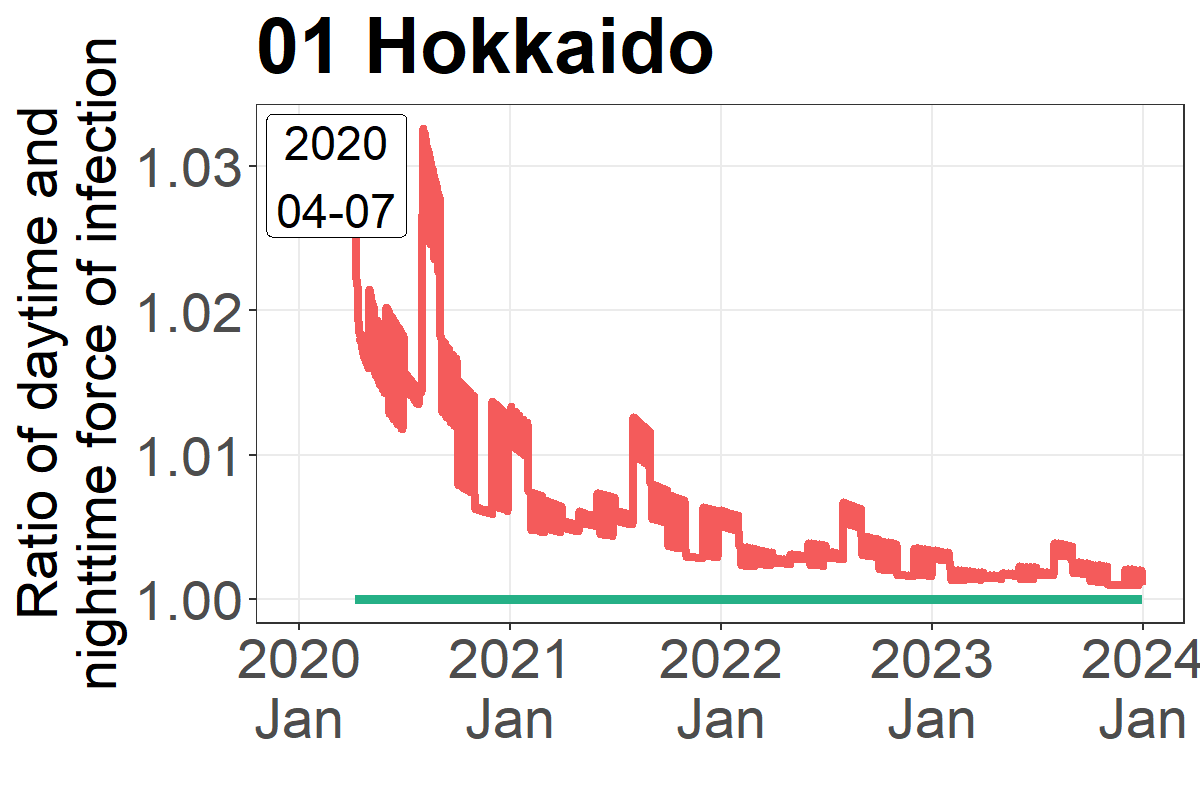 01 Hokkaido
Ratio of daytime and
nighttime force of infection
2020
04-07
1.03
1.02
1.01
1.00
2020 2021 2022 2023 2024
Jan Jan Jan Jan Jan